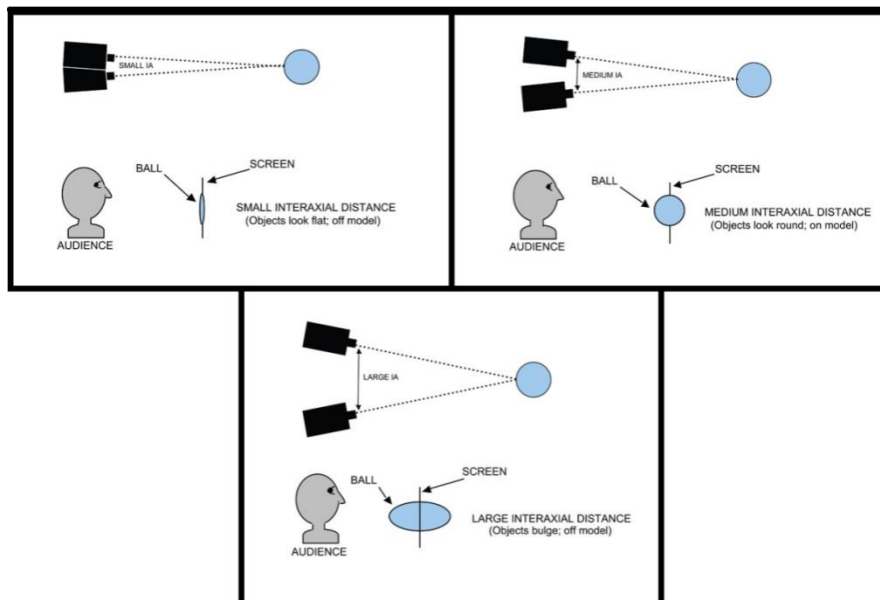 SMALL IA
BALL
SCREEN
SMALL INTERAXIAL DISTANCE
(Objects look flat; off model)
AUDIENCE
MEDIUM IA
BALL
SCREEN
MEDIUM INTERAXIAL DISTANCE
(Objects look round; on model)
AUDIENCE
LARGE IA
BALL
SCREEN
LARGE INTERAXIAL DISTANCE
(Objects bulge; off model)
AUDIENCE